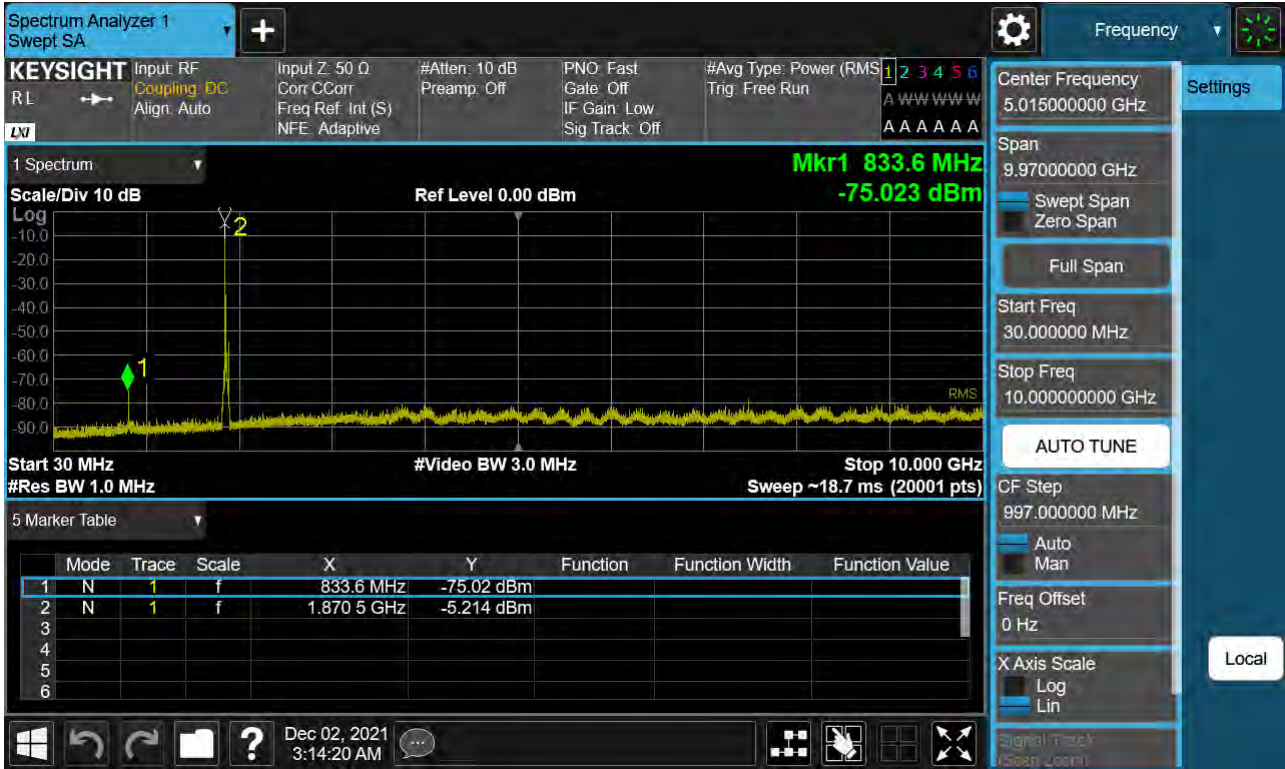 Spectrum Analyzer 1
Swept SA
Frequency
KEYSIGHT
RL
LXI
Input: RF
Coupling: DC
Align: Auto
Input Z: 50 Ω
Corr CCorr
Freq Ref: Int (S)
NFE: Adaptive
#Atten: 10 dB
Preamp: Off
PNO: Fast
Gate: Off
IF Gain: Low
Sig Track: Off
#Avg Type: Power (RMS
Trig: Free Run
1 2 3 4 5 6
A W W W W W
A A A A A A
Center Frequency
5.015000000 GHz
Settings
Span
9.97000000 GHz
Swept Span
Zero Span
Full Span
Start Freq
30.000000 MHz
Stop Freq
10.000000000 GHz
AUTO TUNE
CF Step
997.000000 MHz
Auto
Man
Freq Offset
0 Hz
X Axis Scale
Log
Lin
Signal Track
(Span Zoom)
Local
1 Spectrum
Mkr1 833.6 MHz
Scale/Div 10 dB
Ref Level 0.00 dBm
-75.023 dBm
Log
-10.0
-20.0
-30.0
-40.0
-50.0
-60.0
-70.0
-80.0
-90.0
2
1
RMS
Start 30 MHz
#Video BW 3.0 MHz
Stop 10.000 GHz
#Res BW 1.0 MHz
Sweep ~18.7 ms (20001 pts)
5 Marker Table
Mode Trace Scale X Y Function Function Width Function Value
1 N 1 f 833.6 MHz -75.02 dBm
2 N 1 f 1.870 5 GHz -5.214 dBm
3
4
5
6
Dec 02, 2021
3:14:20 AM